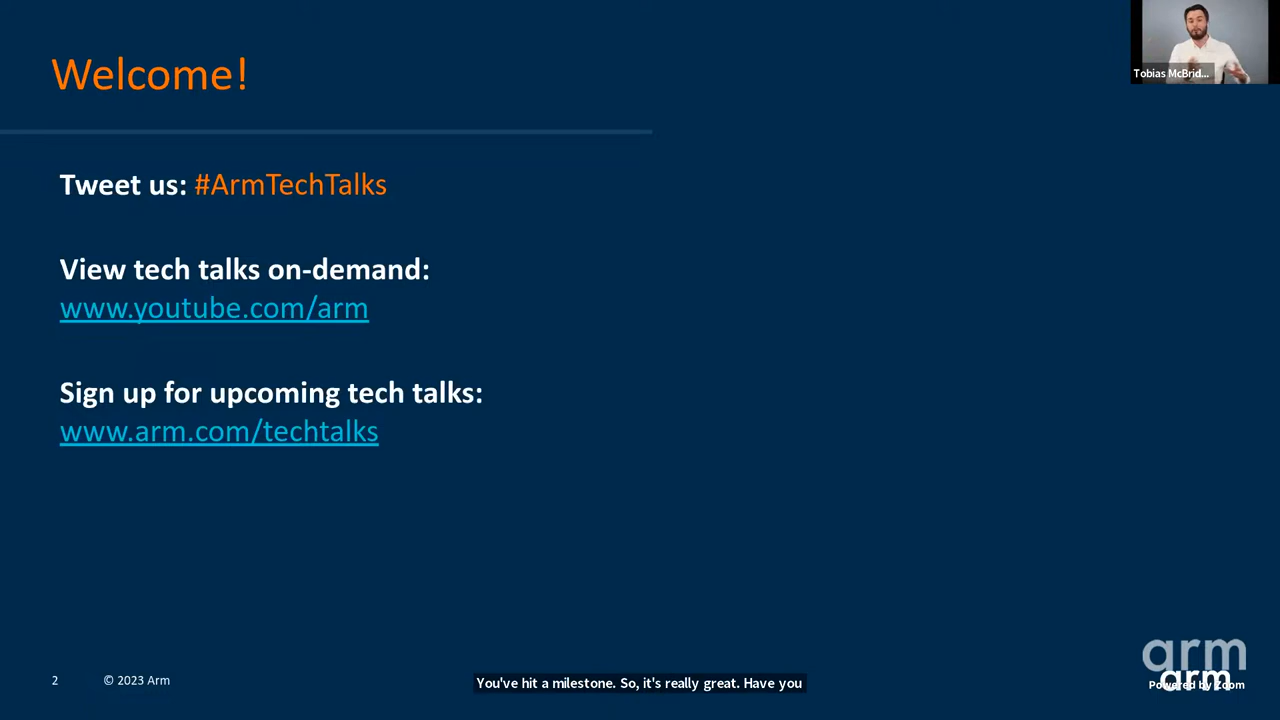 Welcome!
Tobias McBrid...
Tweet us: #ArmTechTalks
View tech talks on-demand:
www.youtube.com/arm
Sign up for upcoming tech talks:
www.arm.com/techtalks
arm
arm
Powered by Zoom
2
© 2023 Arm
You've hit a milestone. So, it's really great. Have you